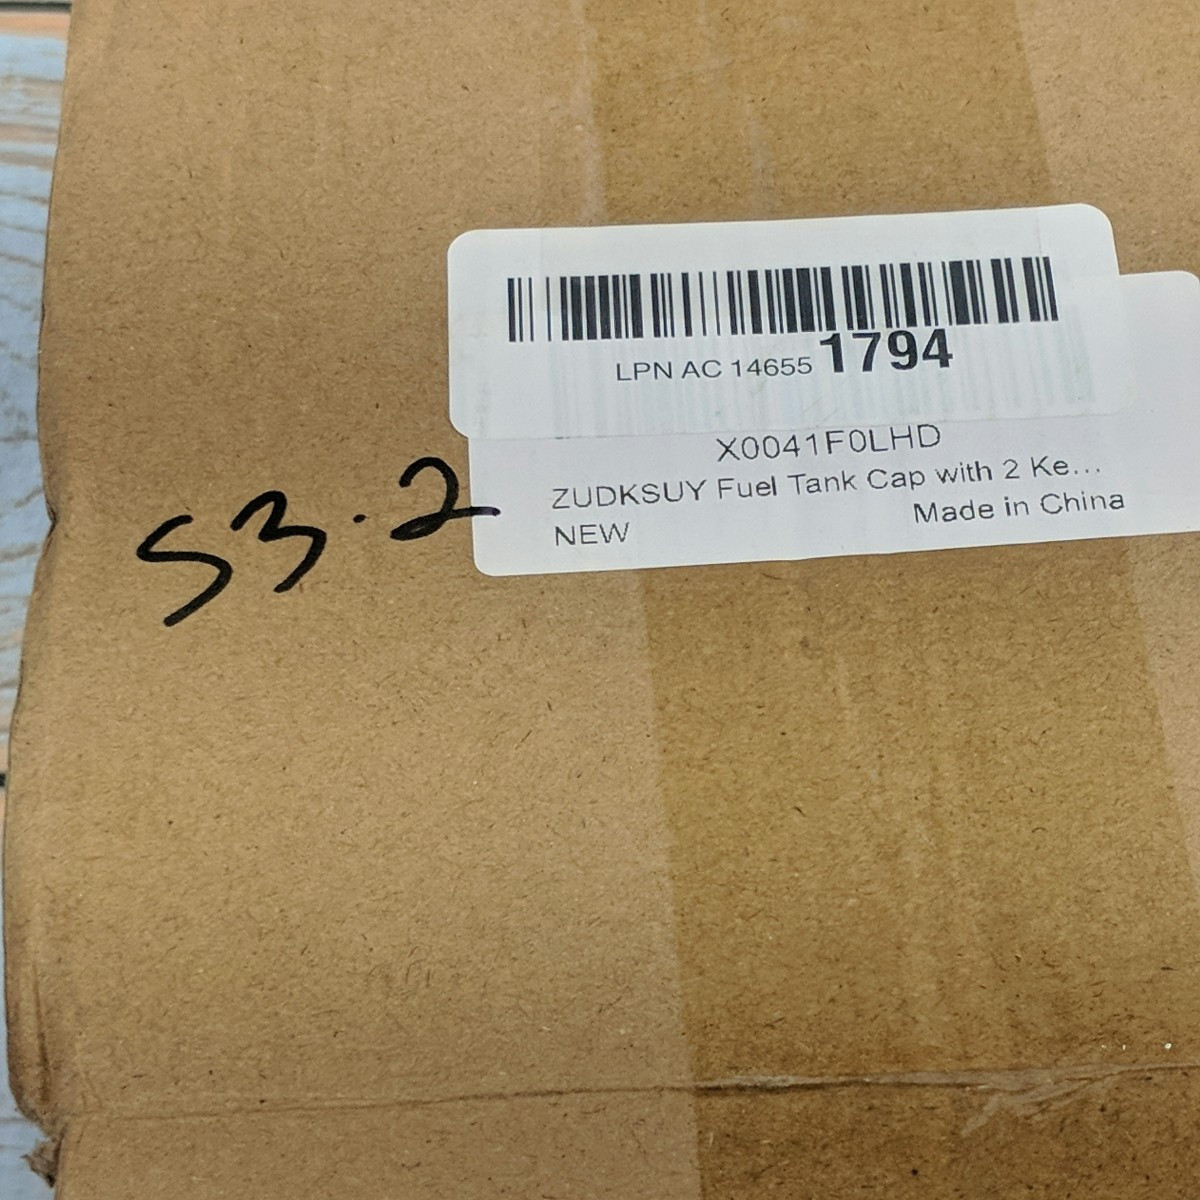 LPN AC 14655 1794
X0041F0LHD
ZUDKSUY Fuel Tank Cap with 2 Ke...
NEW Made in China
S3.2